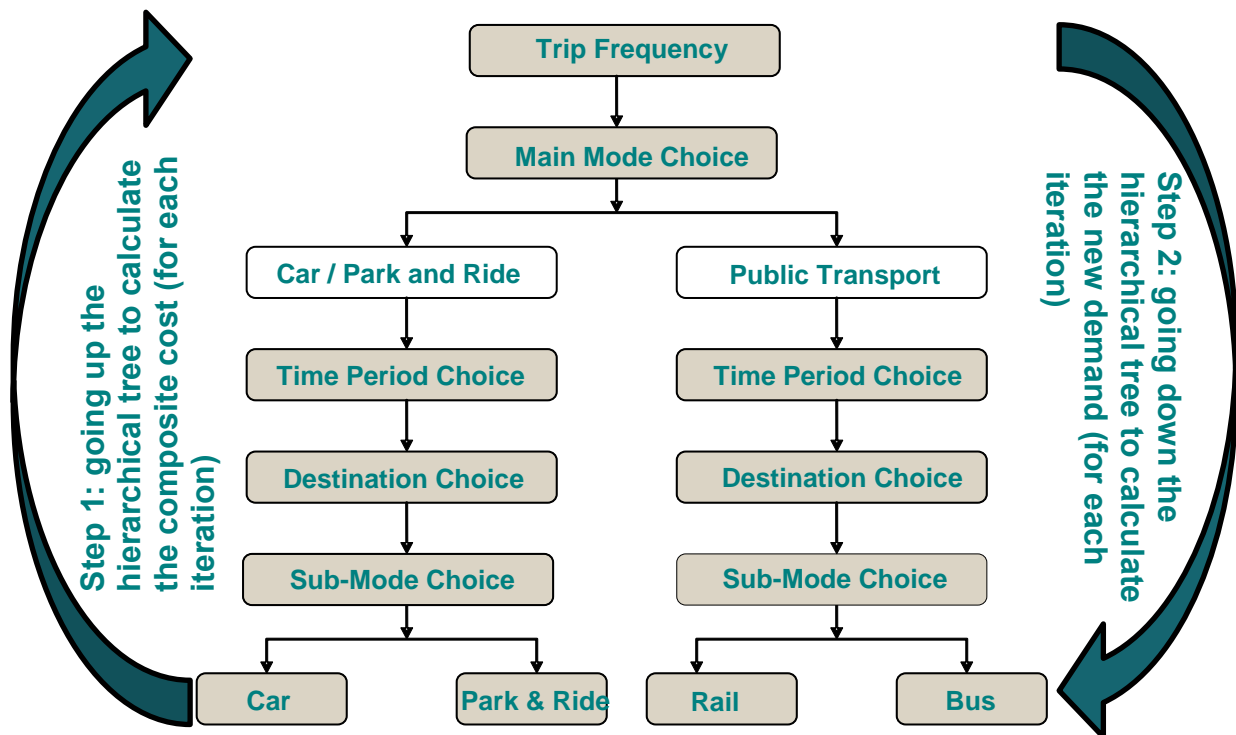 Trip Frequency
Main Mode Choice
Car / Park and Ride
Public Transport
Time Period Choice
Time Period Choice
Destination Choice
Destination Choice
Sub-Mode Choice
Sub-Mode Choice
Car
Park & Ride
Rail
Bus
Step 1: going up the
hierarchical tree to calculate
the composite cost (for each
iteration)
Step 2: going down the
hierarchical tree to calculate
the new demand (for each
iteration)